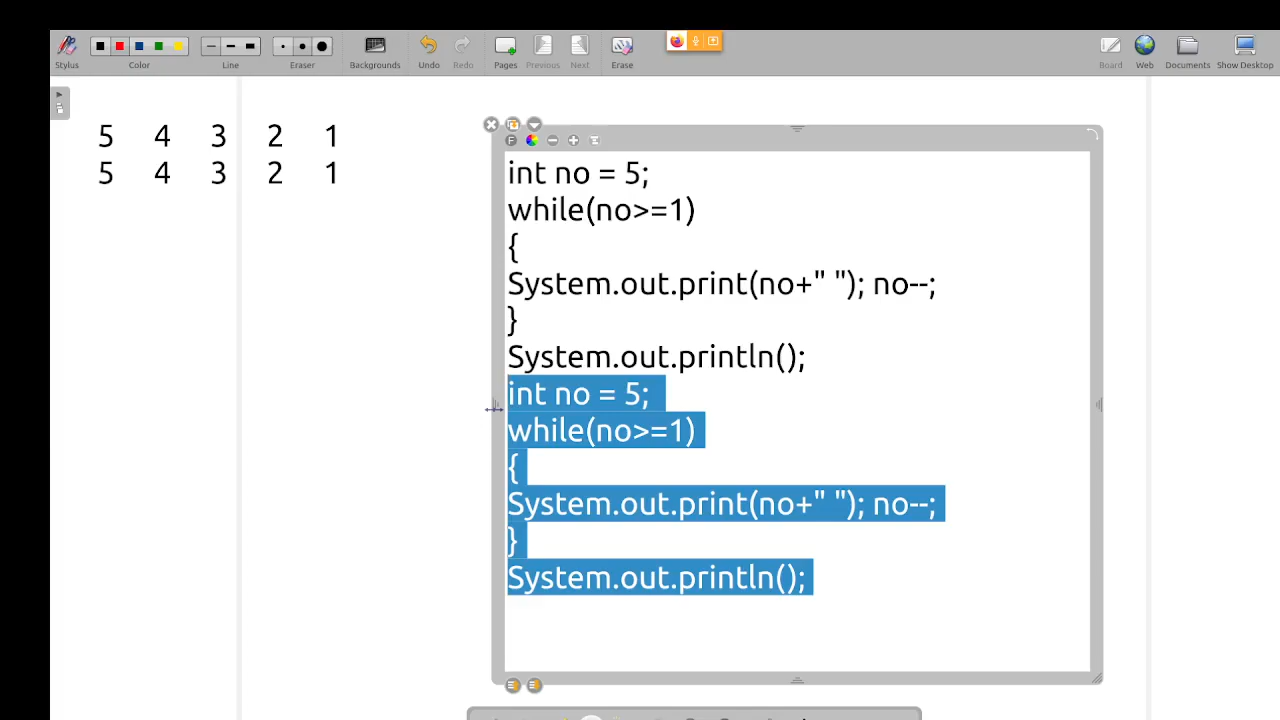 Stylus Color Line Eraser Backgrounds Undo Redo Pages Previous Next Erase Board Web Documents Show Desktop
5 4 3 2 1
5 4 3 2 1
int no = 5;
while(no>=1)
{
System.out.print(no+" "); no--;
}
System.out.println();
int no = 5;
while(no>=1)
{
System.out.print(no+" "); no--;
}
System.out.println();